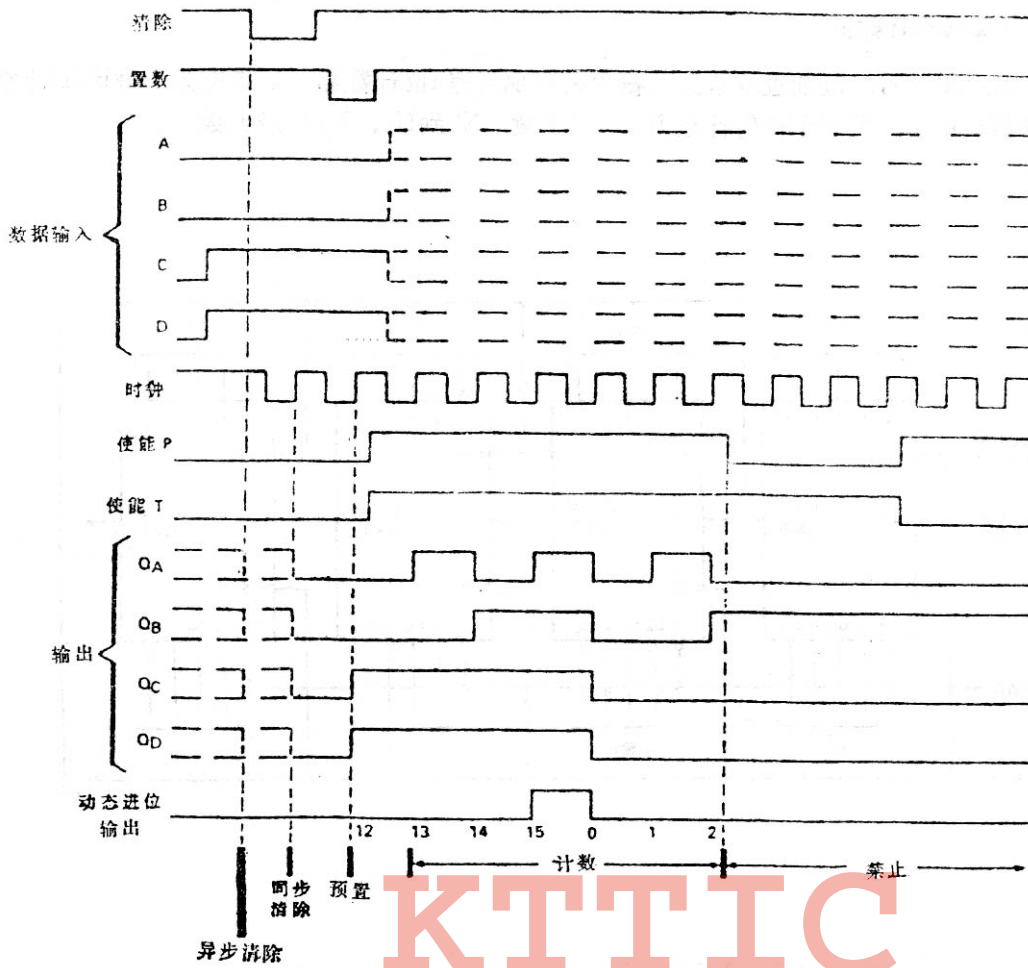 清除
置数
A
B
数据输入
C
D
时钟
使能 P
使能 T
QA
QB
输出
QC
QD
动态进位
输出
12 13 14 15 0 1 2
计数
禁止
同步
清除
预置
异步清除
KTTIC